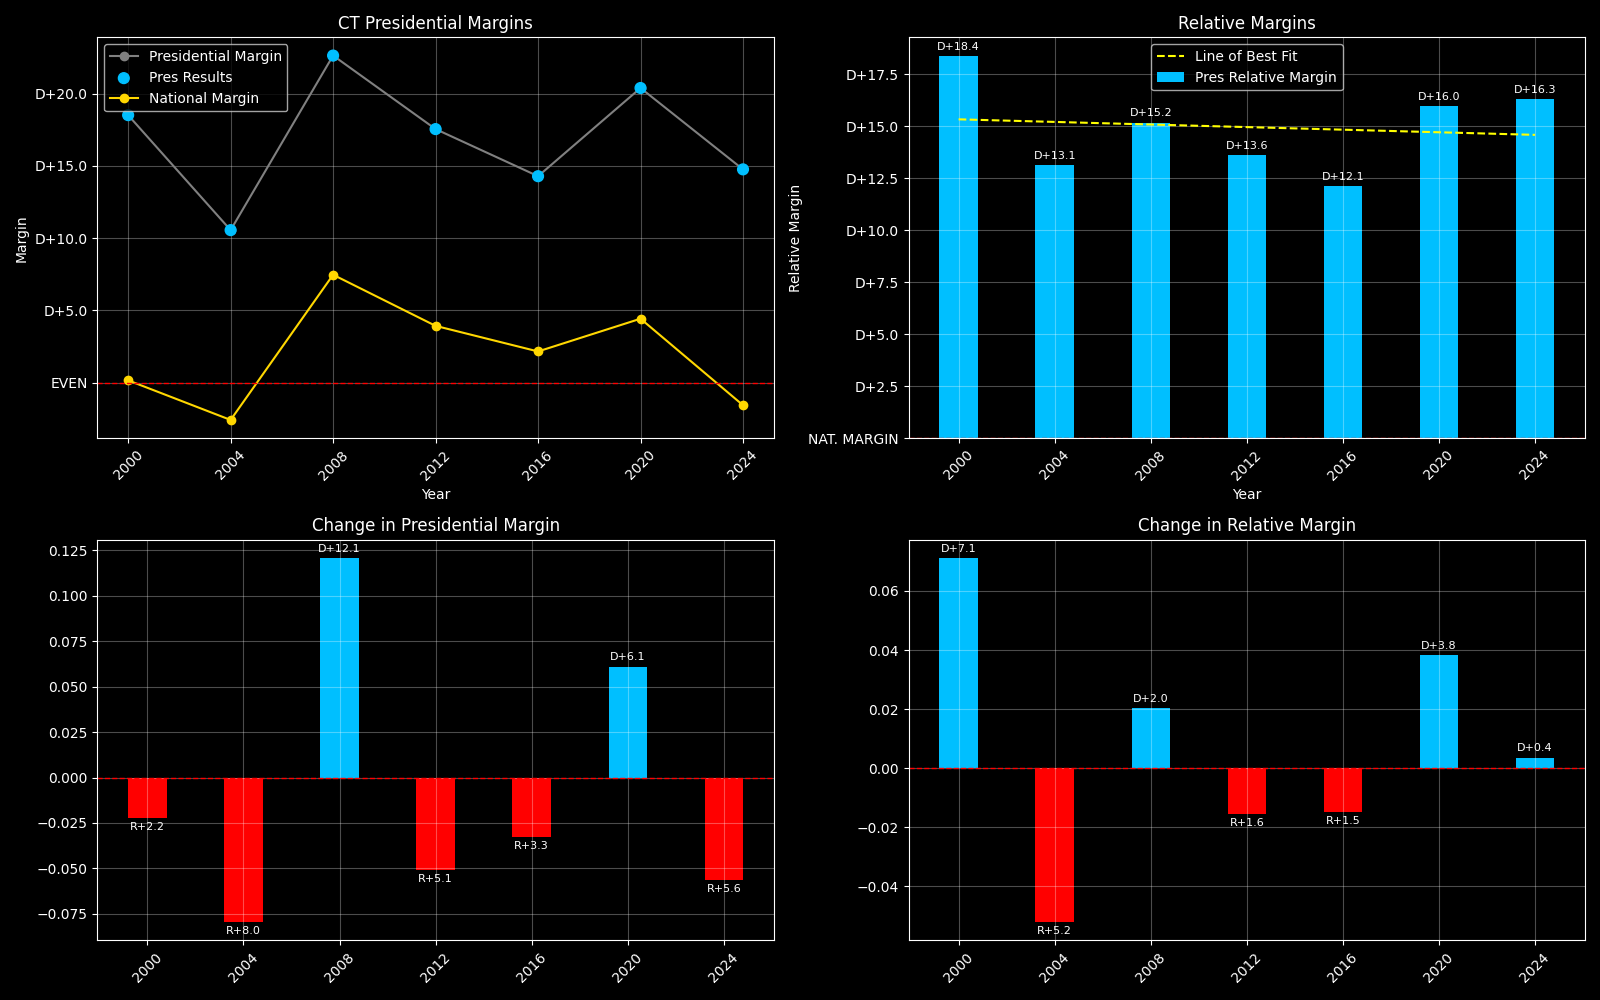 CT Presidential Margins
Presidential Margin
Pres Results
National Margin
D+20.0
D+15.0
D+10.0
D+5.0
EVEN
Margin
2000
2004
2008
2012
2016
2020
2024
Year
Relative Margins
Line of Best Fit
Pres Relative Margin
D+17.5
D+15.0
D+12.5
D+10.0
D+7.5
D+5.0
D+2.5
NAT. MARGIN
Relative Margin
D+18.4
D+13.1
D+15.2
D+13.6
D+12.1
D+16.0
D+16.3
2000
2004
2008
2012
2016
2020
2024
Year
Change in Presidential Margin
0.125
0.100
0.075
0.050
0.025
0.000
−0.025
−0.050
−0.075
R+2.2
R+8.0
D+12.1
R+5.1
R+3.3
D+6.1
R+5.6
2000
2004
2008
2012
2016
2020
2024
Change in Relative Margin
0.06
0.04
0.02
0.00
−0.02
−0.04
D+7.1
R+5.2
D+2.0
R+1.6
R+1.5
D+3.8
D+0.4
2000
2004
2008
2012
2016
2020
2024